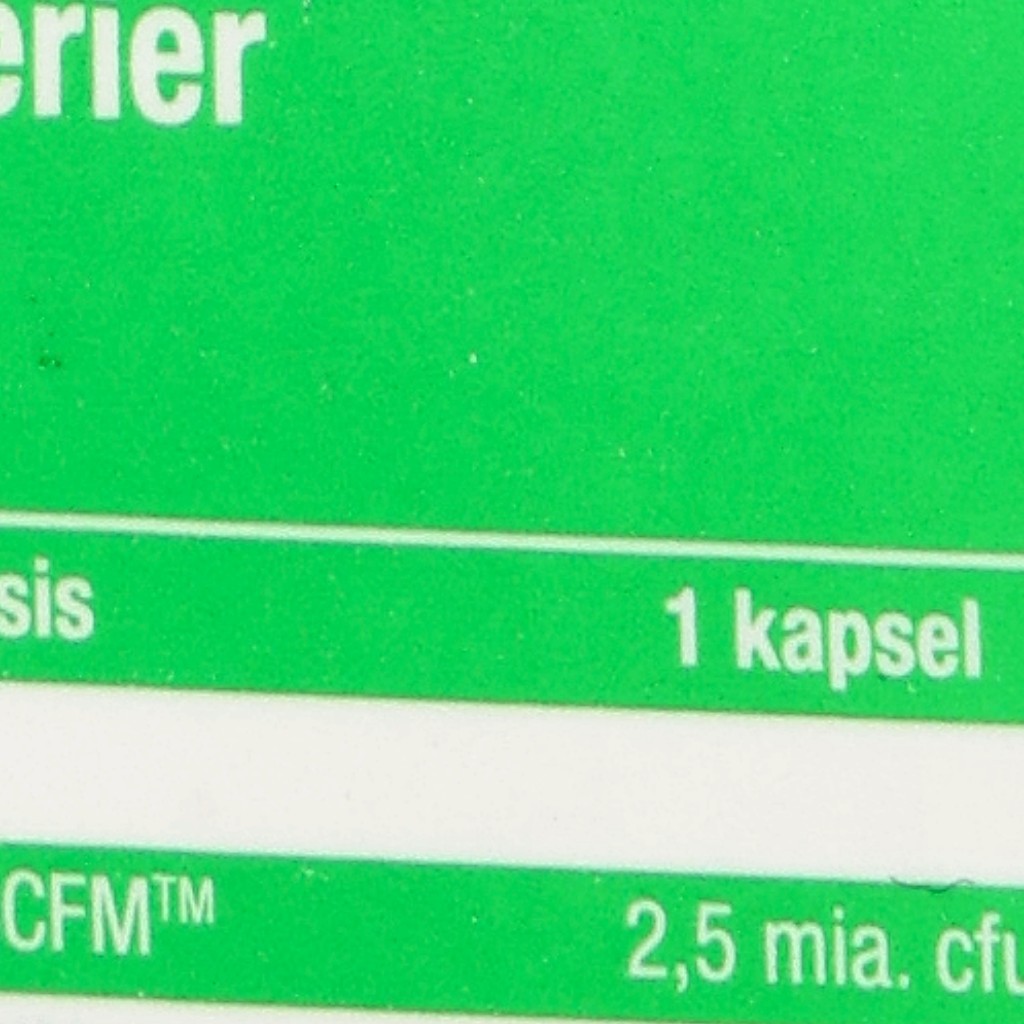 erier
sis 1 kapsel
CFM™ 2,5 mia. cfu